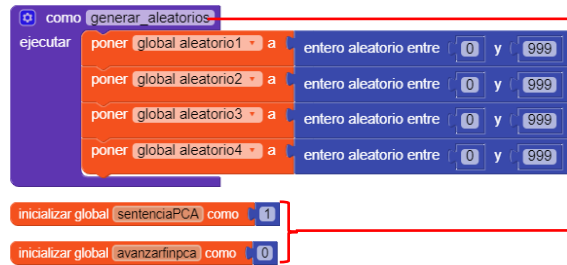 como generar_aleatorios
ejecutar poner global aleatorio1 a entero aleatorio entre 0 y 999
poner global aleatorio2 a entero aleatorio entre 0 y 999
poner global aleatorio3 a entero aleatorio entre 0 y 999
poner global aleatorio4 a entero aleatorio entre 0 y 999
inicializar global sentenciaPCA como 1
inicializar global avanzarfinpca como 0